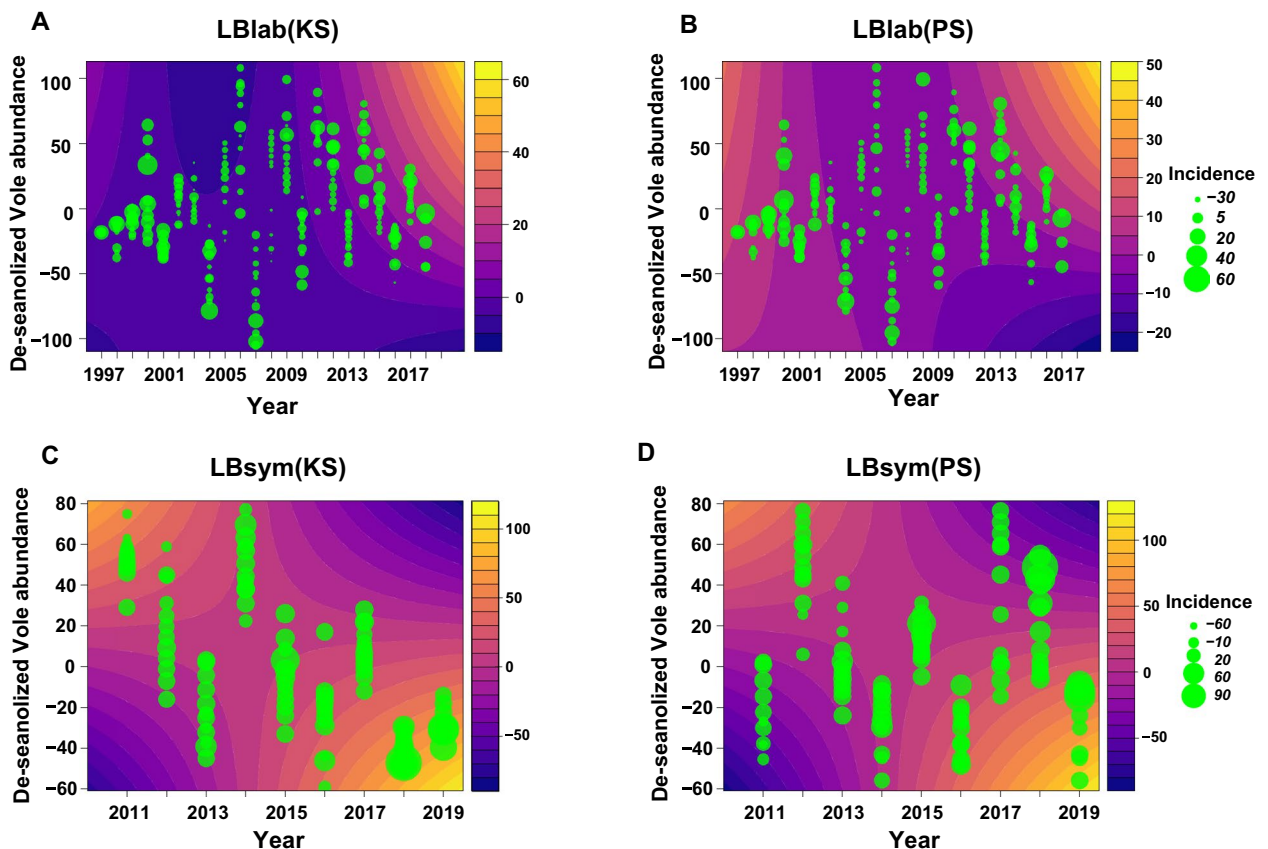 A
LBlab(KS)
De-seanolized Vole abundance
100
50
0
−50
−100
1997 2001 2005 2009 2013 2017
Year
60
40
20
0
B
LBlab(PS)
De-seanolized Vole abundance
100
50
0
−50
−100
1997 2001 2005 2009 2013 2017
Year
50
40
30
20
10
0
−10
−20
Incidence
−30
5
20
40
60
C
LBsym(KS)
De-seanolized Vole abundance
80
60
40
20
0
−20
−40
−60
2011 2013 2015 2017 2019
Year
100
50
0
−50
D
LBsym(PS)
De-seanolized Vole abundance
80
60
40
20
0
−20
−40
−60
2011 2013 2015 2017 2019
Year
100
50
0
−50
Incidence
−60
−10
20
60
90